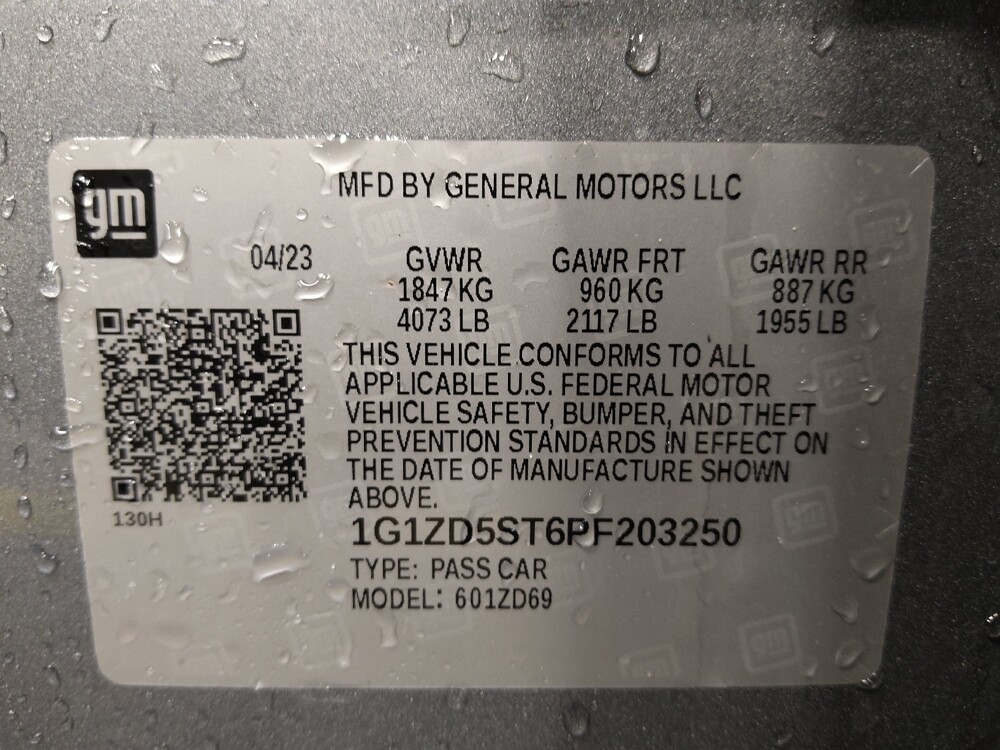 gm
MFD BY GENERAL MOTORS LLC
04/23 GVWR GAWR FRT GAWR RR
1847 KG 960 KG 887 KG
4073 LB 2117 LB 1955 LB
THIS VEHICLE CONFORMS TO ALL
APPLICABLE U.S. FEDERAL MOTOR
VEHICLE SAFETY, BUMPER, AND THEFT
PREVENTION STANDARDS IN EFFECT ON
THE DATE OF MANUFACTURE SHOWN
ABOVE.
130H
1G1ZD5ST6PF203250
TYPE: PASS CAR
MODEL: 601ZD69